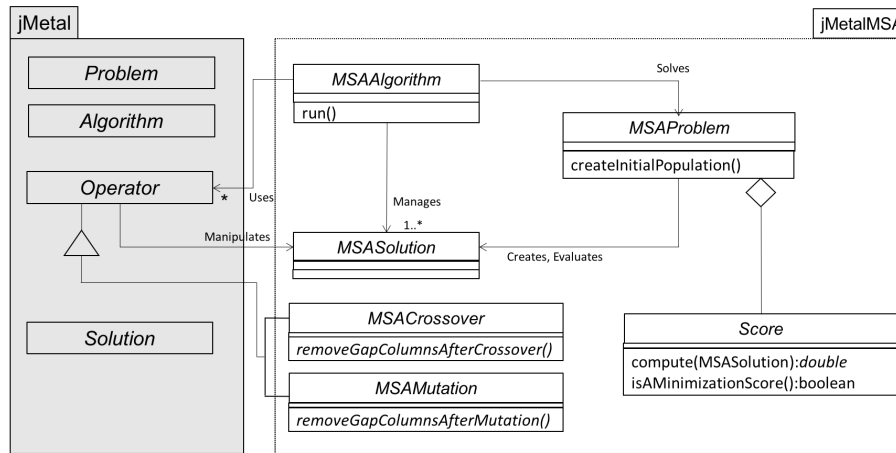 jMetal
jMetalMSA
Problem
Algorithm
Operator
Solution
MSAAlgorithm
run()
Solves
MSAProblem
createInitialPopulation()
*
Uses
Manages
1..*
Manipulates
MSASolution
Creates, Evaluates
MSACrossover
removeGapColumnsAfterCrossover()
MSAMutation
removeGapColumnsAfterMutation()
Score
compute(MSASolution):double
isAMinimizationScore():boolean